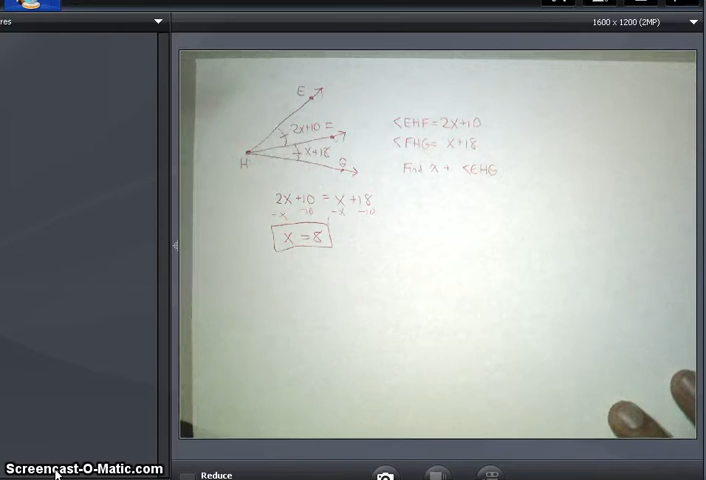 res
1600 x 1200 (2MP)
E
2x+10 F
x+18
H
G
<EHF = 2x+10
<FHG = x+18
Find x + <EHG
2x+10 = x+18
-x -10 -x -10
x = 8
Screencast-O-Matic.com
Reduce